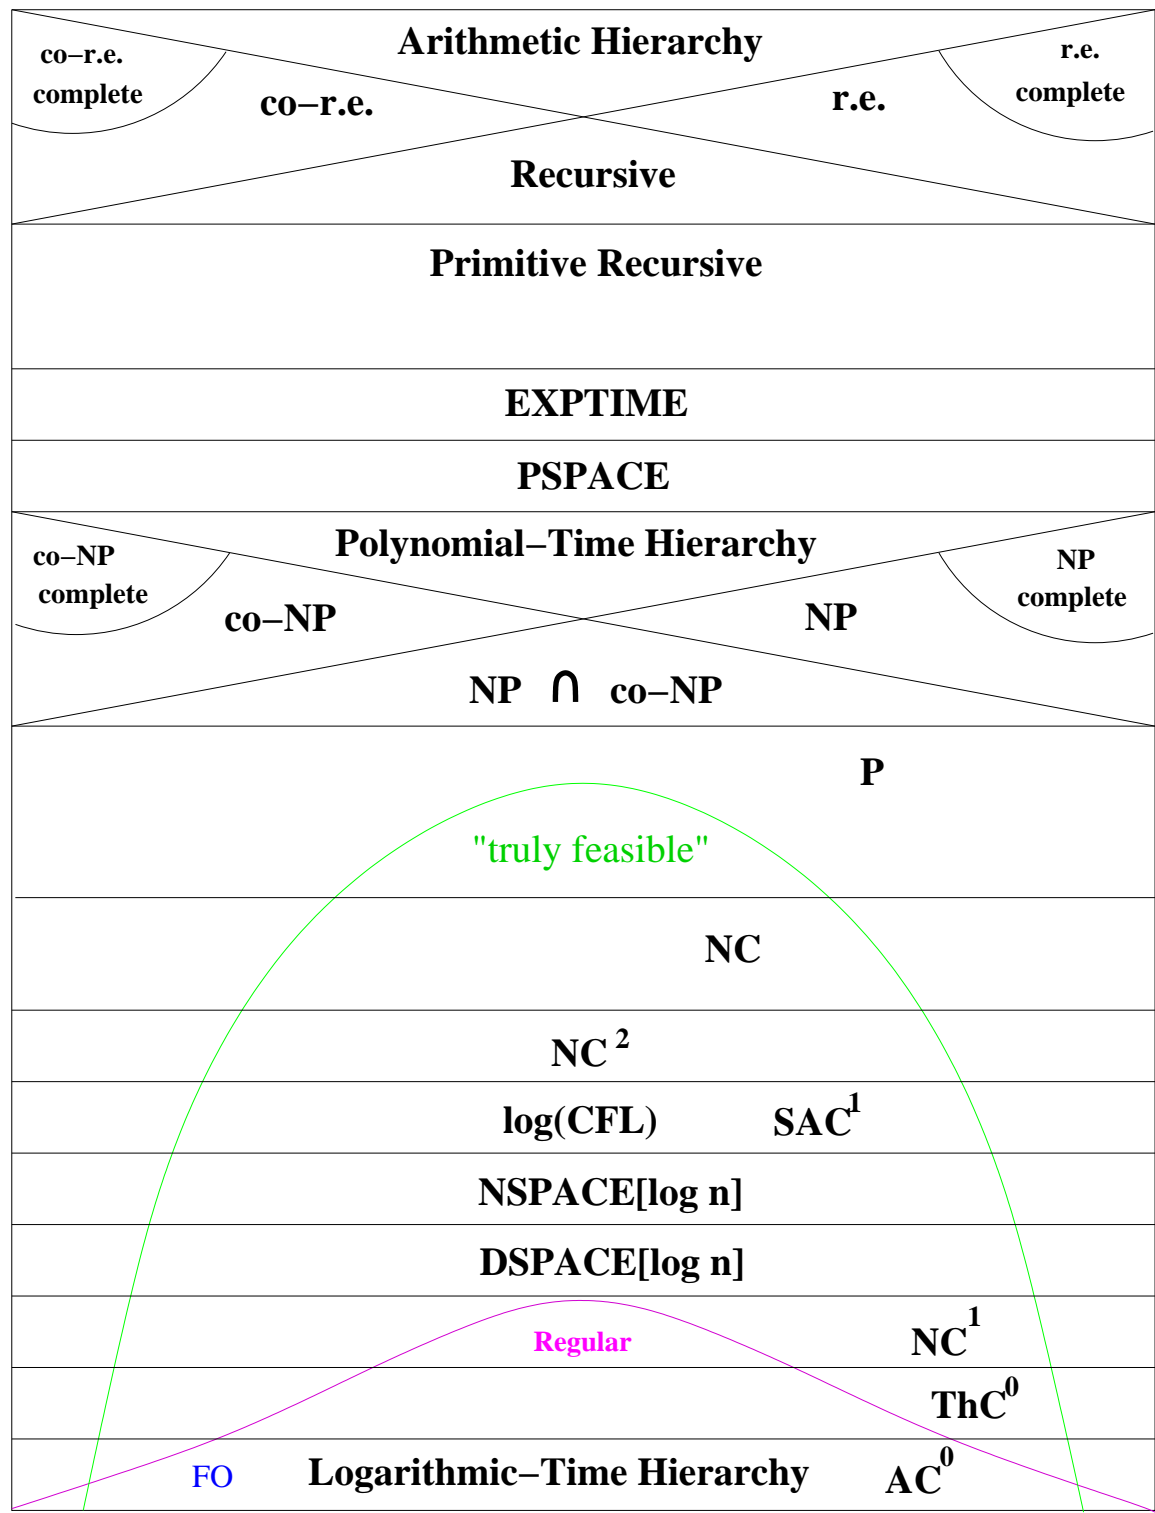 Arithmetic Hierarchy
co−r.e.
complete
co−r.e.
r.e.
r.e.
complete
Recursive
Primitive Recursive
EXPTIME
PSPACE
Polynomial−Time Hierarchy
co−NP
complete
co−NP
NP
NP
complete
NP ∩ co−NP
P
"truly feasible"
NC
NC²
log(CFL) SAC¹
NSPACE[log n]
DSPACE[log n]
Regular NC¹
ThC⁰
FO Logarithmic−Time Hierarchy AC⁰